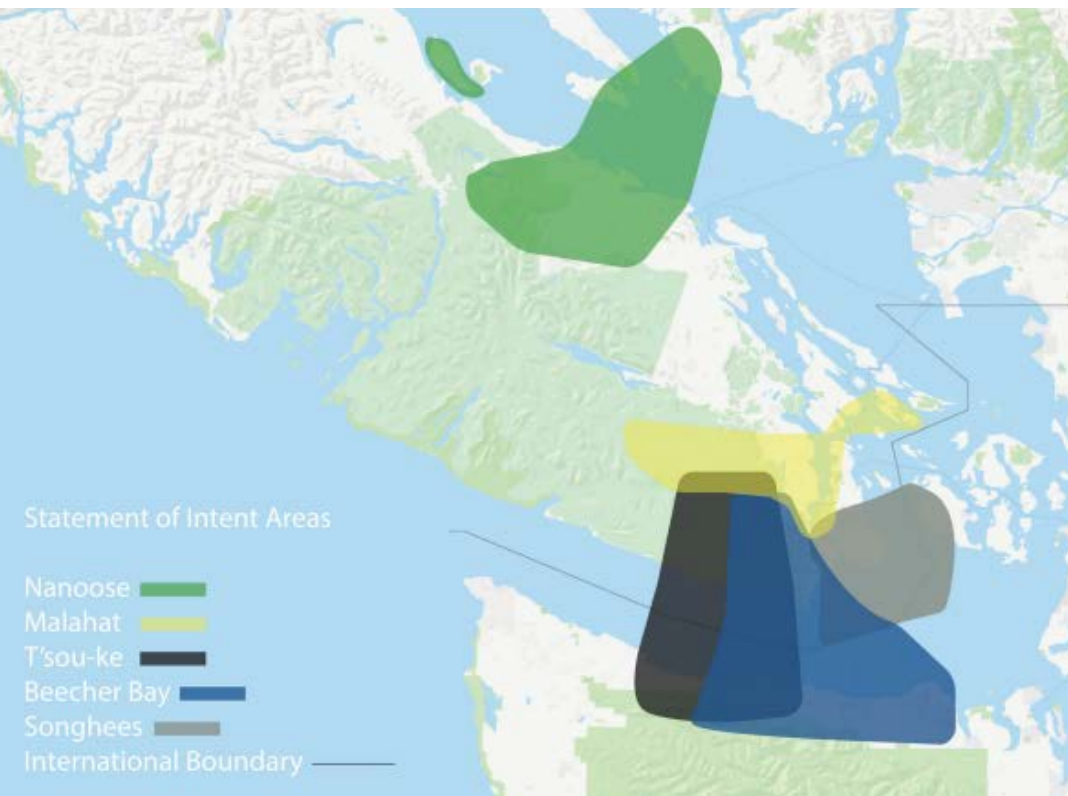 Statement of Intent Areas
Nanoose
Malahat
T'sou-ke
Beecher Bay
Songhees
International Boundary